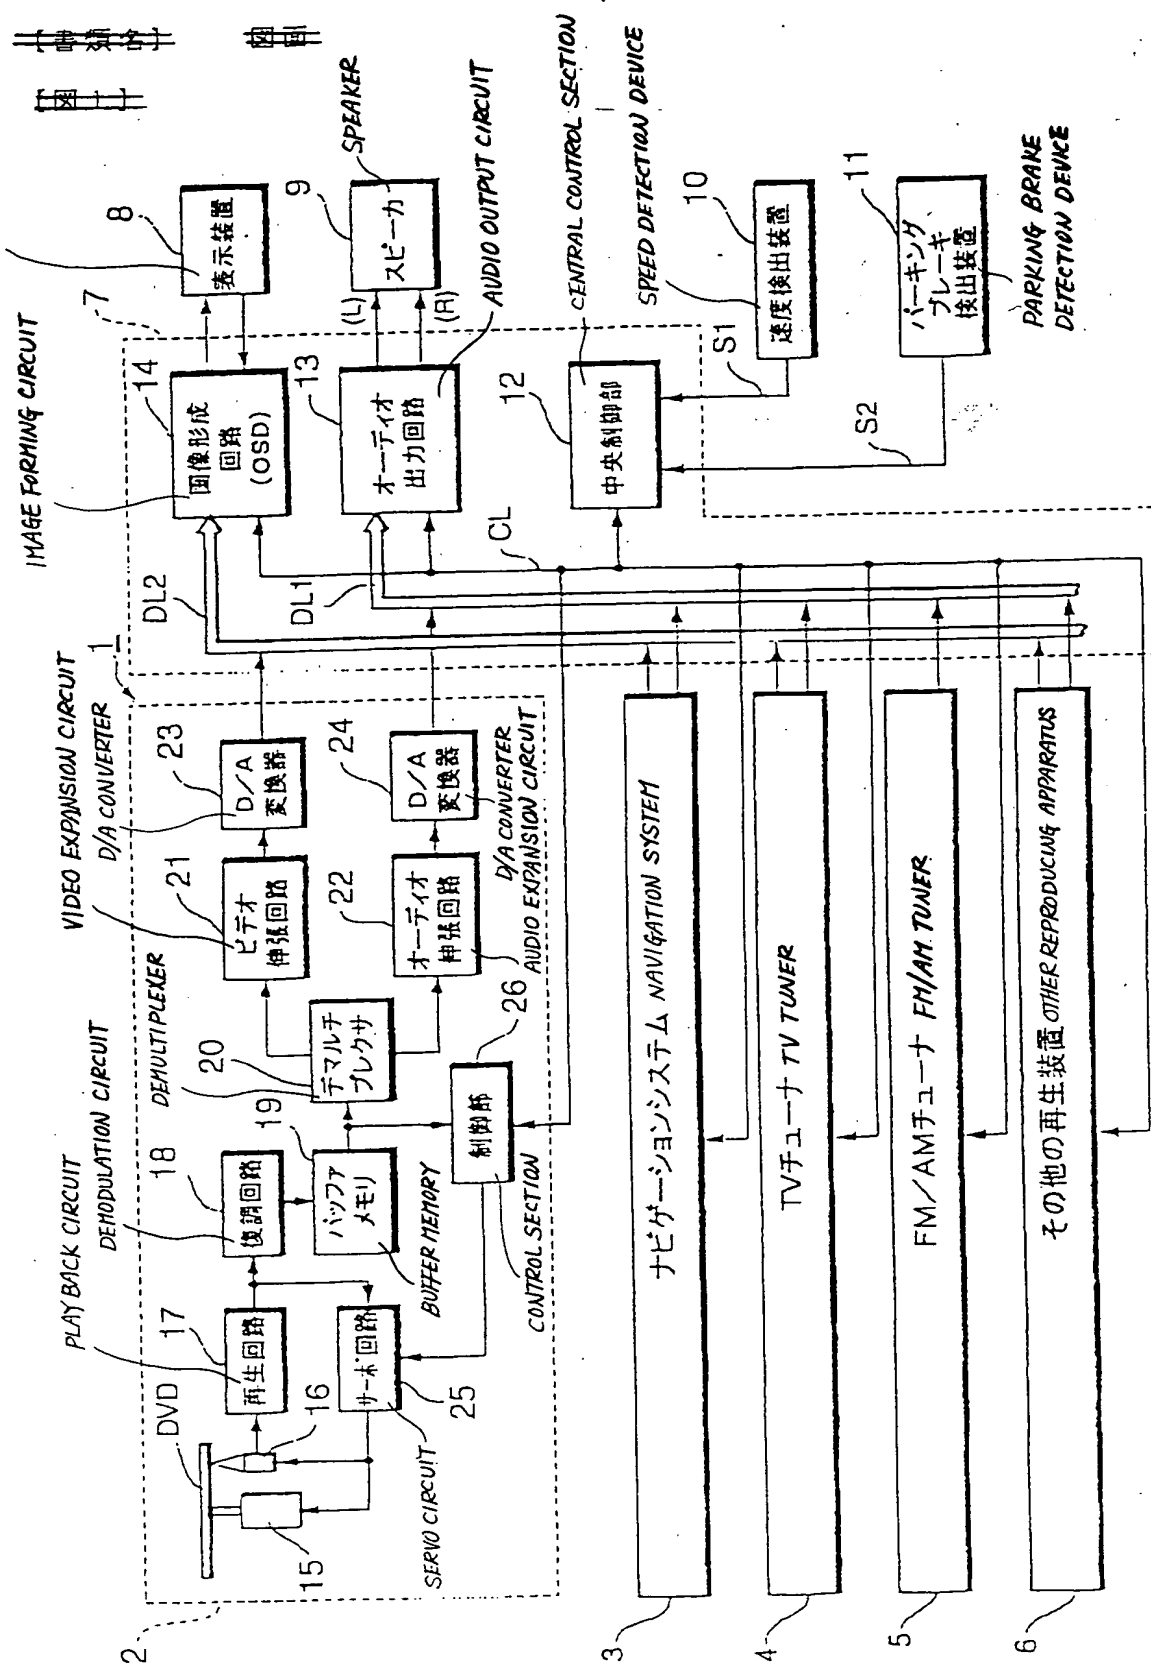 【書類名】 図面
【図1】
IMAGE FORMING CIRCUIT
VIDEO EXPANSION CIRCUIT
D/A CONVERTER
PLAY BACK CIRCUIT
DEMODULATION CIRCUIT
DEMULTIPLEXER
SPEAKER
AUDIO OUTPUT CIRCUIT
CENTRAL CONTROL SECTION
SPEED DETECTION DEVICE
PARKING BRAKE
DETECTION DEVICE
1
2
DVD
15
16
17
再生回路
18
復調回路
19
バッファ
メモリ
BUFFER MEMORY
20
デマルチ
プレクサ
21
ビデオ
伸張回路
22
オーディオ
伸張回路
AUDIO EXPANSION CIRCUIT
23
D/A
変換器
24
D/A
変換器
D/A CONVERTER
25
サーボ回路
SERVO CIRCUIT
26
制御部
CONTROL SECTION
DL2
DL1
CL
7
14
画像形成
回路
(OSD)
8
表示装置
13
オーディオ
出力回路
(L)
(R)
9
スピーカ
12
中央制御部
S1
S2
10
速度検出装置
11
パーキング
ブレーキ
検出装置
3
ナビゲーションシステム NAVIGATION SYSTEM
4
TVチューナ TV TUNER
5
FM/AMチューナ FM/AM TUNER
6
その他の再生装置 OTHER REPRODUCING APPARATUS